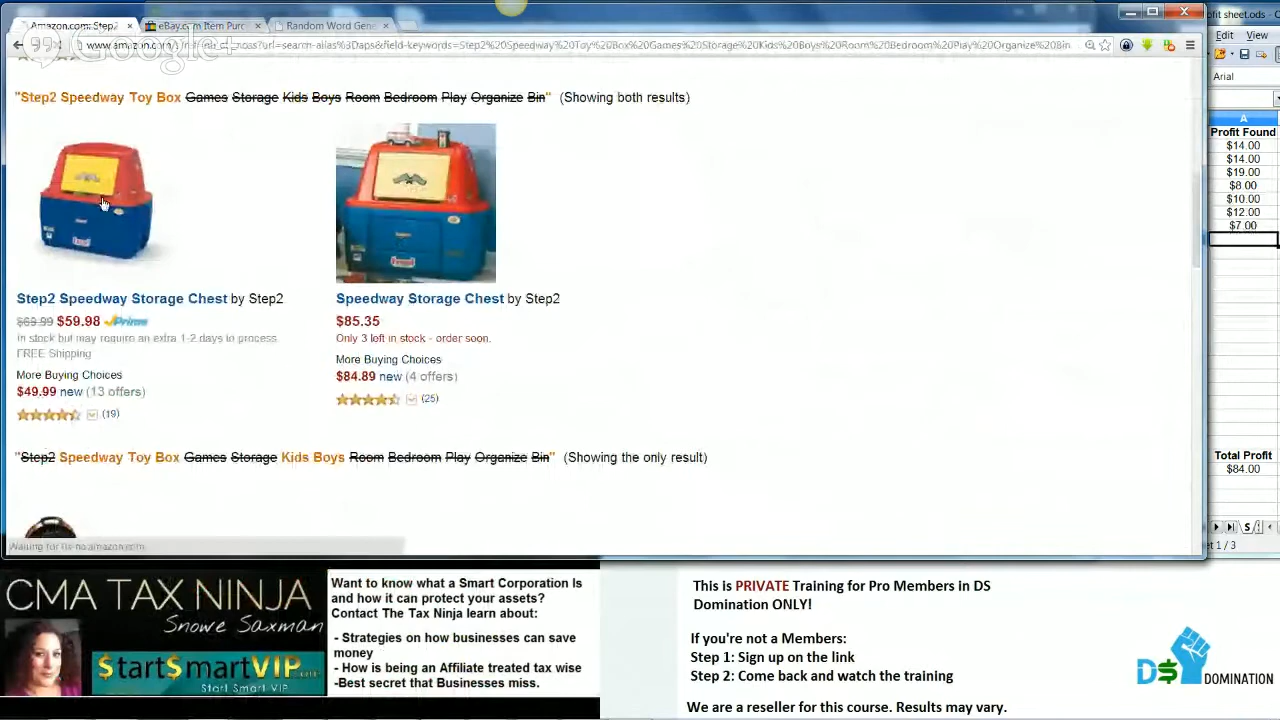 Amazon.com: Step2
eBay.com Item Purc
Random Word Gene
ofit sheet.ods - O
Edit View
Google+
Arial
"Step2 Speedway Toy Box Games Storage Kids Boys Room Bedroom Play Organize Bin" (Showing both results)
A
Profit Found
$14.00
$14.00
$19.00
$8.00
$10.00
$12.00
$7.00
Step2 Speedway Storage Chest by Step2
$69.99 $59.98 Prime
In stock but may require an extra 1-2 days to process.
FREE Shipping
More Buying Choices
$49.99 new (13 offers)
(19)
Speedway Storage Chest by Step2
$85.35
Only 3 left in stock - order soon.
More Buying Choices
$84.89 new (4 offers)
(25)
"Step2 Speedway Toy Box Games Storage Kids Boys Room Bedroom Play Organize Bin" (Showing the only result)
Total Profit
$84.00
et 1 / 3
CMA TAX NINJA
Snowe Saxman
$tart$martVIP.com
Start Smart VIP
Want to know what a Smart Corporation Is
and how it can protect your assets?
Contact The Tax Ninja learn about:
- Strategies on how businesses can save
money
- How is being an Affiliate treated tax wise
-Best secret that Businesses miss.
This is PRIVATE Training for Pro Members in DS
Domination ONLY!
If you're not a Members:
Step 1: Sign up on the link
Step 2: Come back and watch the training
We are a reseller for this course. Results may vary.
D$ DOMINATION